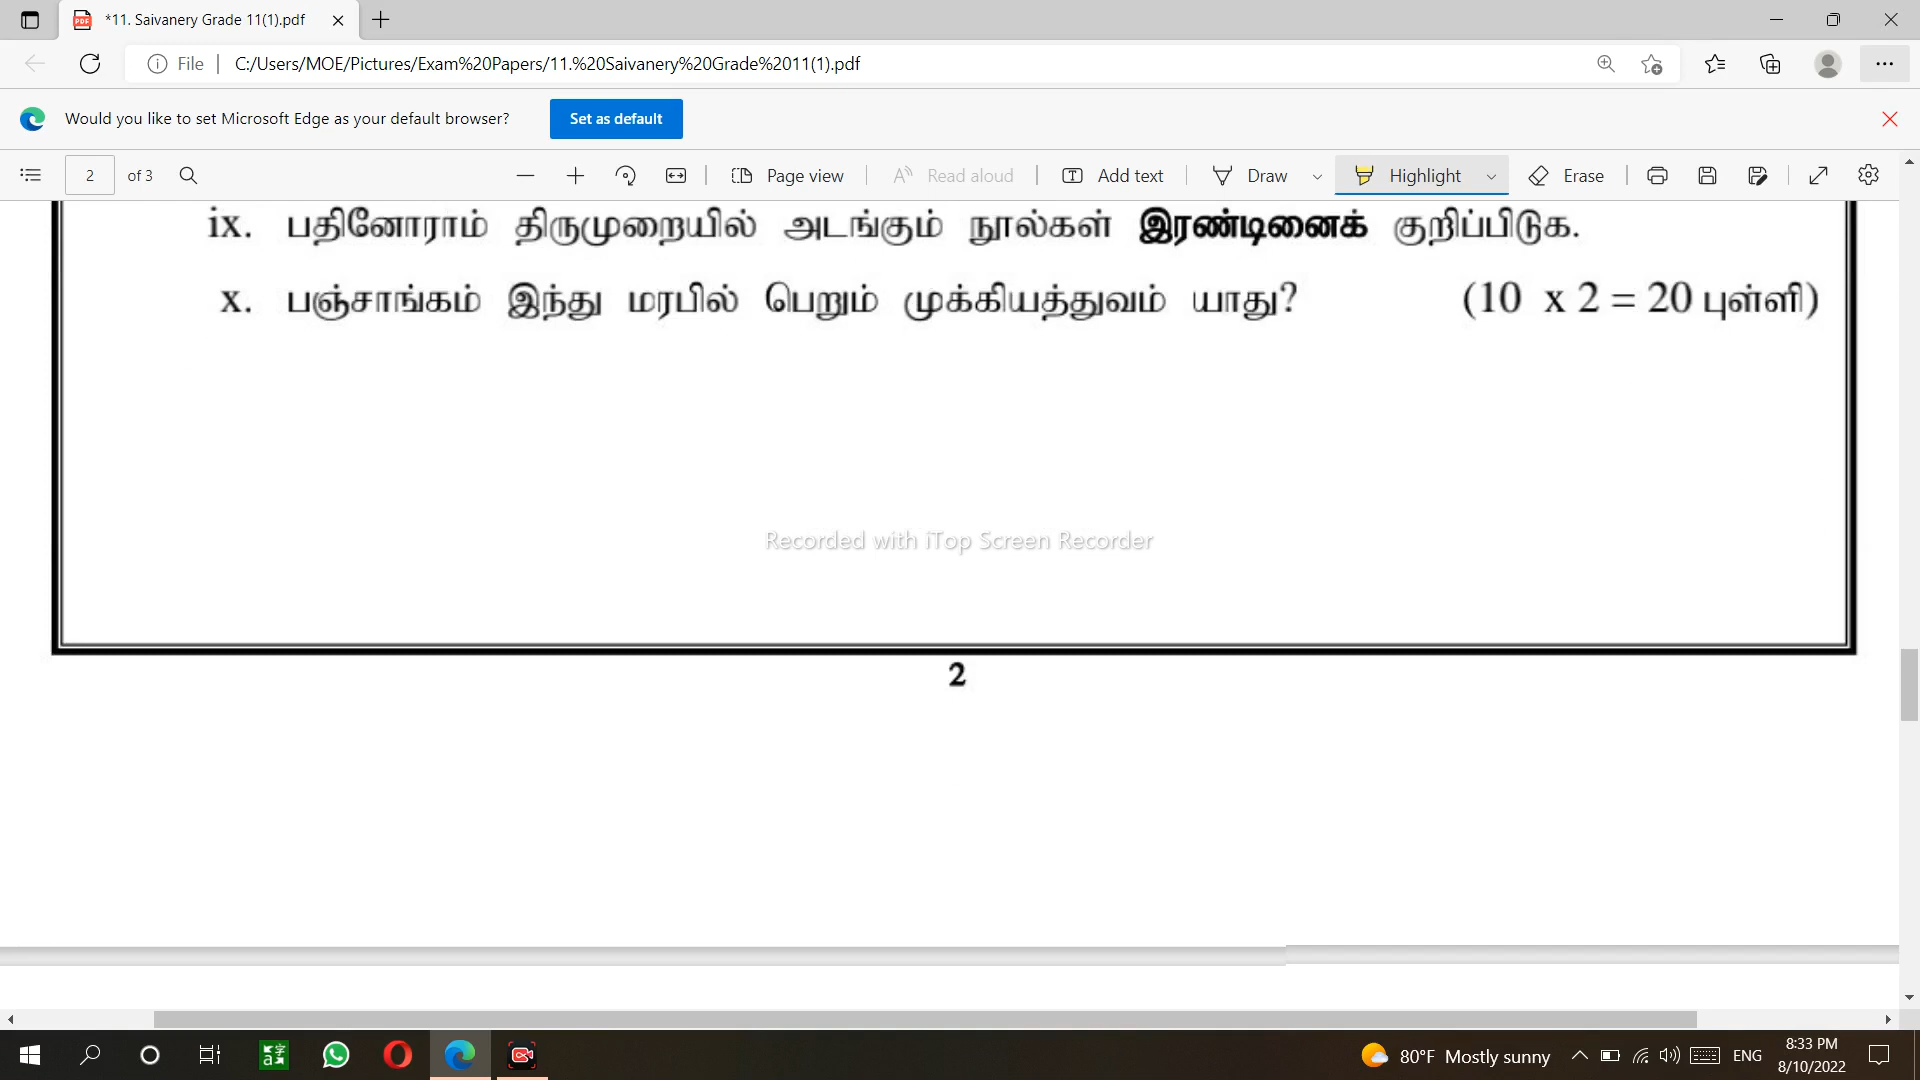 *11. Saivanery Grade 11(1).pdf
File C:/Users/MOE/Pictures/Exam%20Papers/11.%20Saivanery%20Grade%2011(1).pdf
Would you like to set Microsoft Edge as your default browser? Set as default
2 of 3 Page view Read aloud Add text Draw Highlight Erase
ix. பதினோராம் திருமுறையில் அடங்கும் நூல்கள் இரண்டினைக் குறிப்பிடுக.
x. பஞ்சாங்கம் இந்து மரபில் பெறும் முக்கியத்துவம் யாது? (10 x 2 = 20 புள்ளி)
Recorded with iTop Screen Recorder
2
80°F Mostly sunny ENG 8:33 PM
8/10/2022